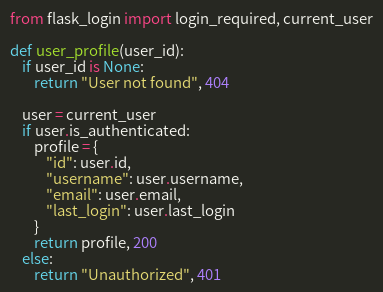 from flask_login import login_required, current_user

def user_profile(user_id):
    if user_id is None:
        return "User not found", 404

    user = current_user
    if user.is_authenticated:
        profile = {
            "id": user.id,
            "username": user.username,
            "email": user.email,
            "last_login": user.last_login
        }
        return profile, 200
    else:
        return "Unauthorized", 401